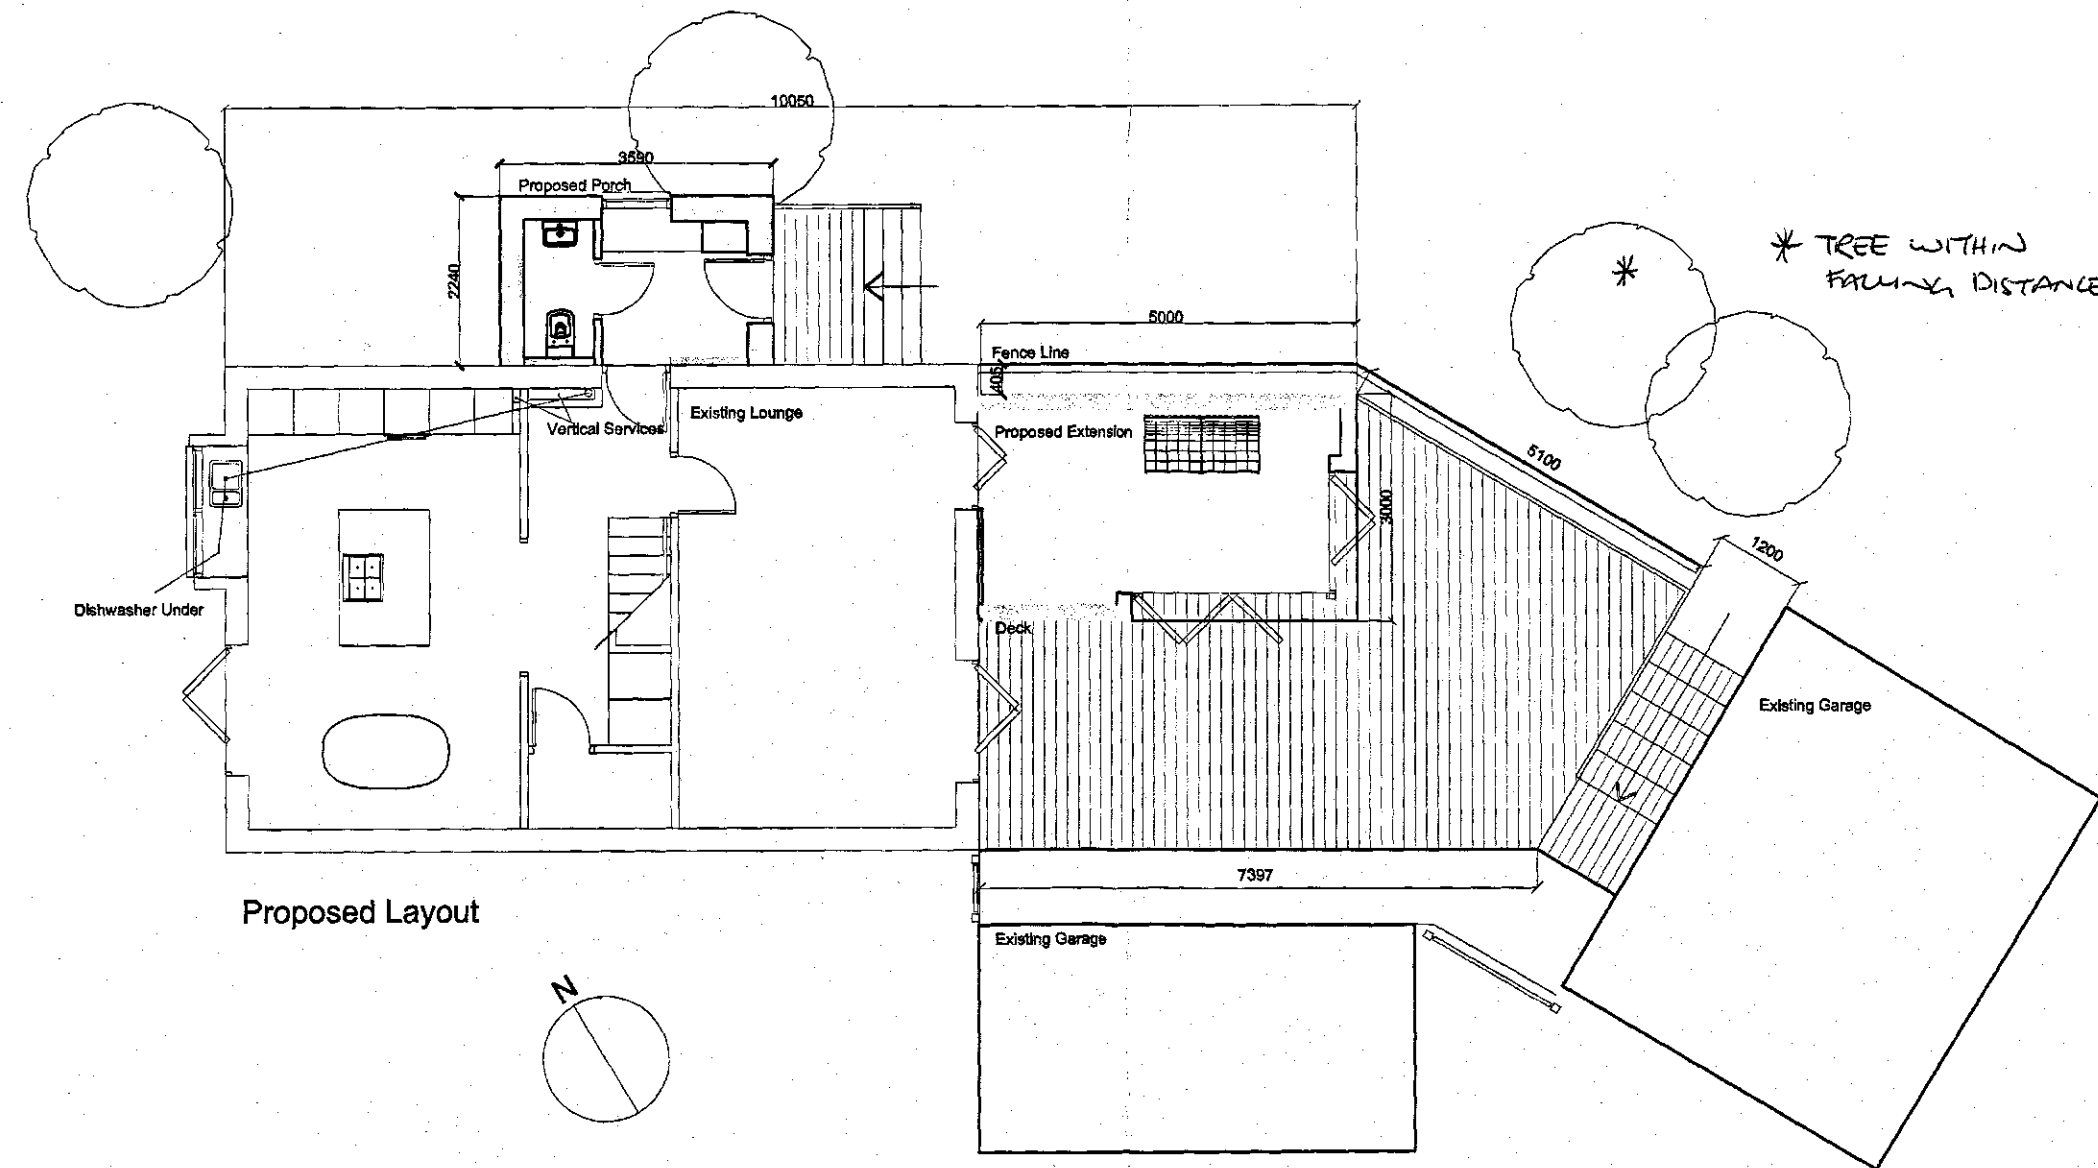 10050
3590
Proposed Porch
2240
* TREE WITHIN
FALLING DISTANCE
5000
Fence Line
405
Existing Lounge
Vertical Services
Proposed Extension
5100
3000
1200
Dishwasher Under
Deck
Existing Garage
7397
Proposed Layout
Existing Garage
N